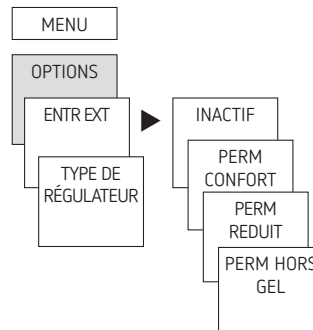 MENU
OPTIONS
ENTR EXT
TYPE DE
RÉGULATEUR
INACTIF
PERM
CONFORT
PERM
REDUIT
PERM HORS
GEL